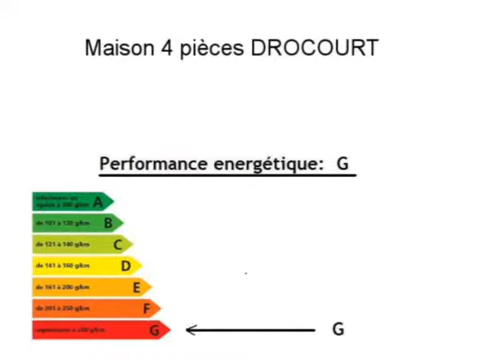 Maison 4 pièces DROCOURT
Performance energétique: G
A
de 101 à 120 g/km B
de 121 à 140 g/km C
de 141 à 160 g/km D
de 161 à 200 g/km E
de 201 à 250 g/km F
G G